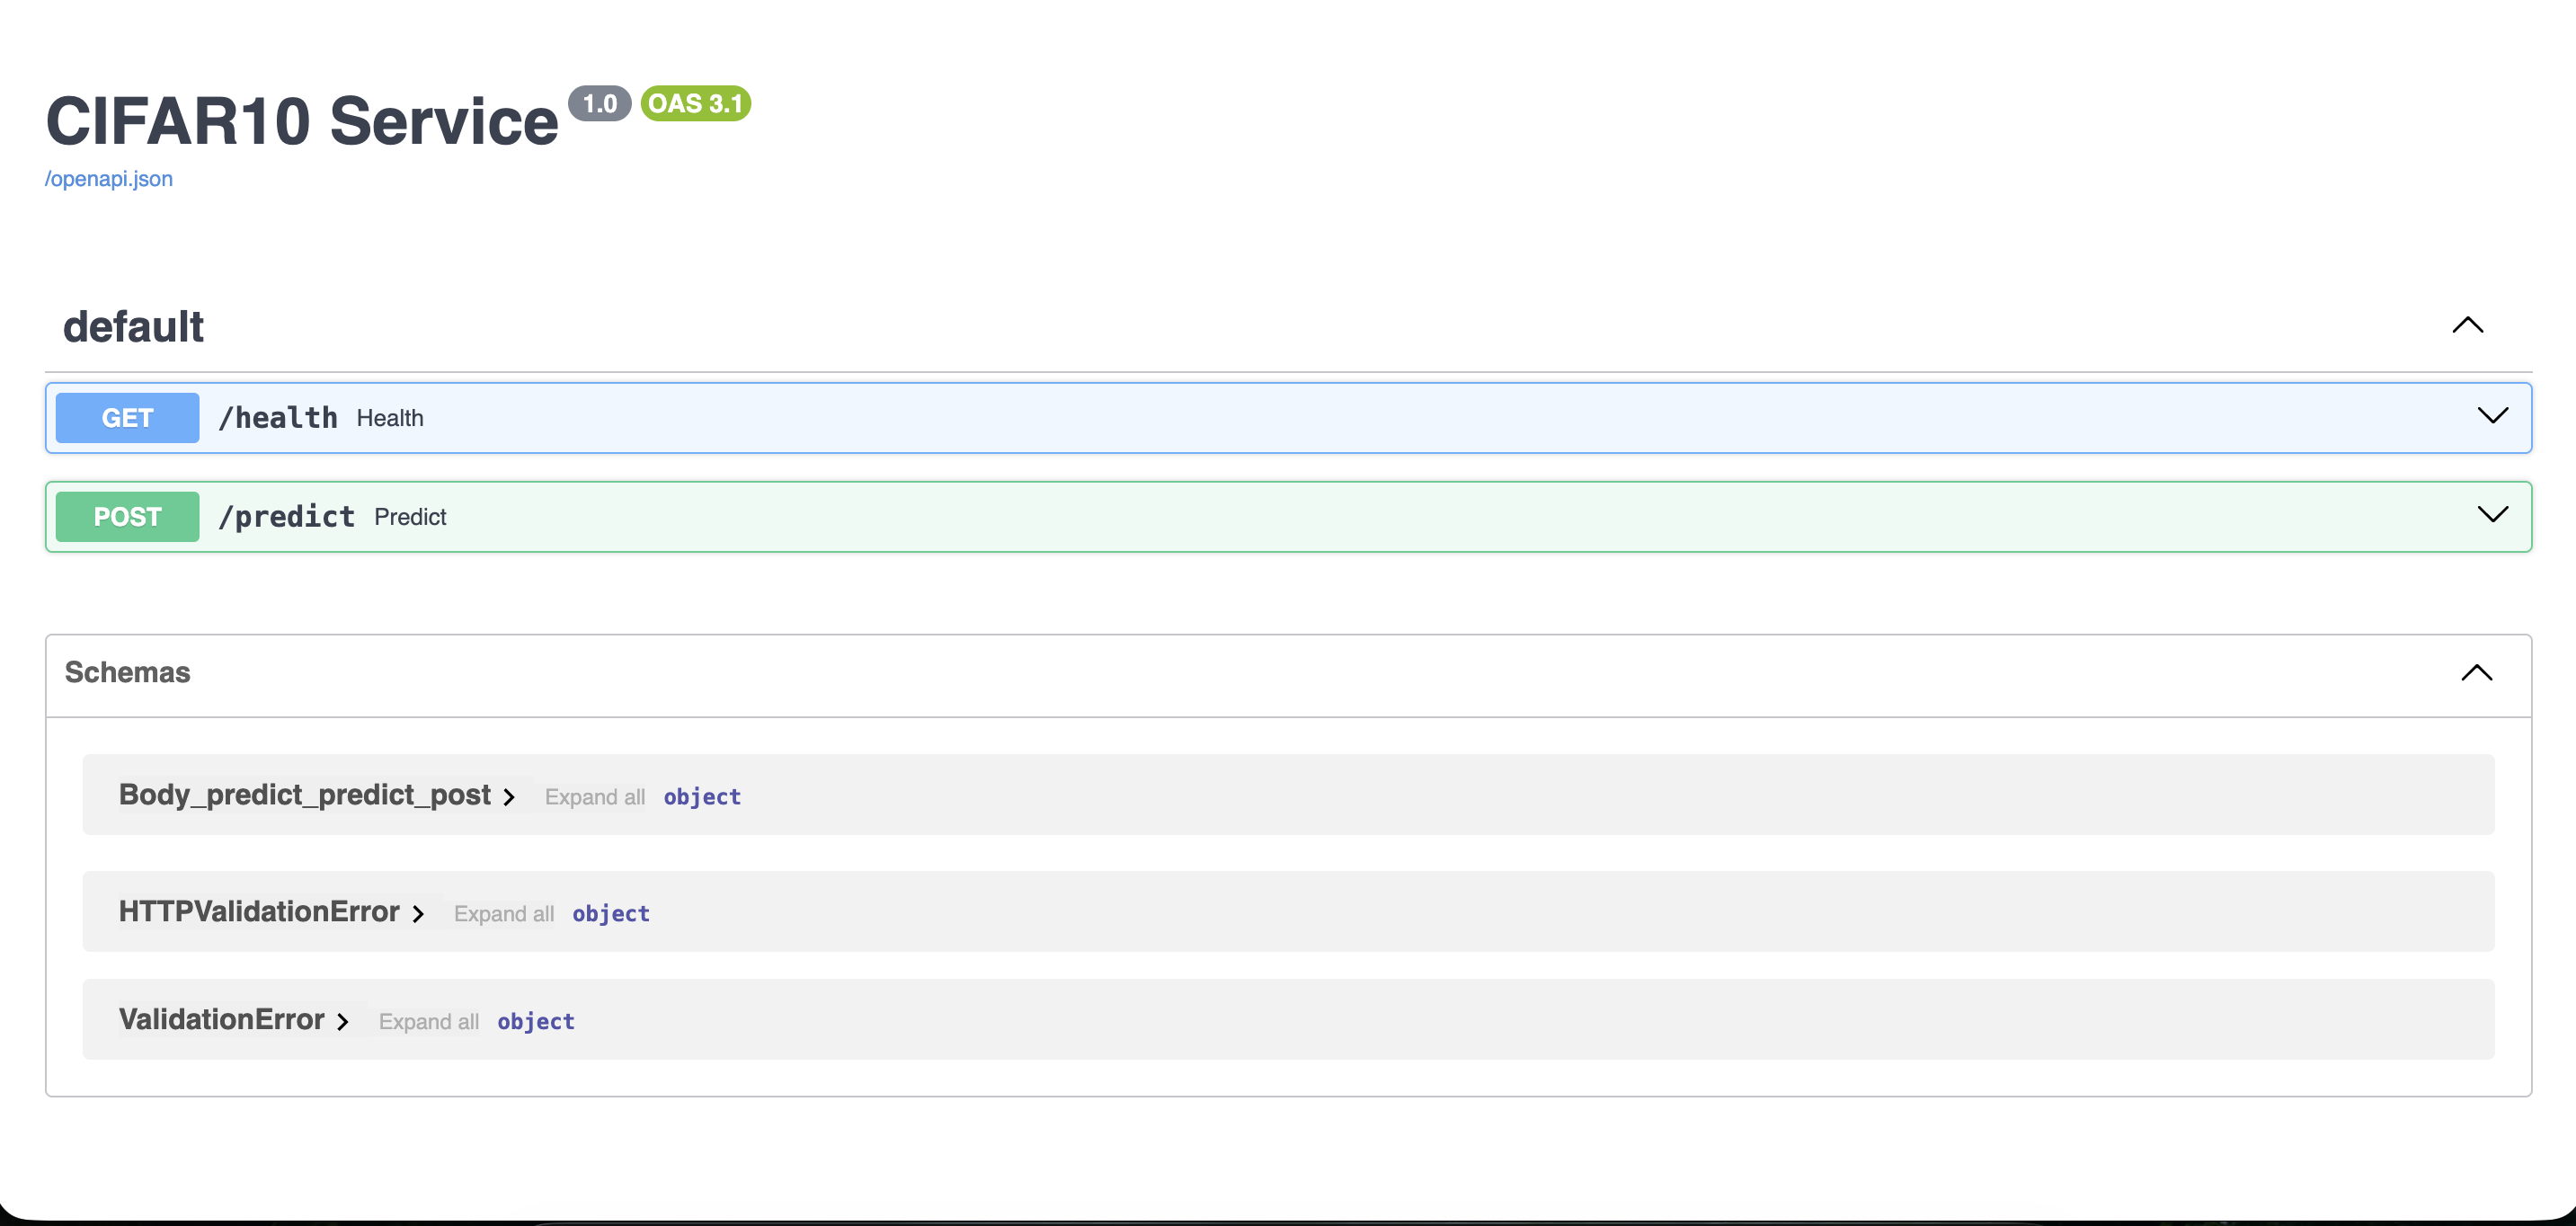 CIFAR10 Service 1.0 OAS 3.1
/openapi.json
default
GET /health Health
POST /predict Predict
Schemas
Body_predict_predict_post Expand all object
HTTPValidationError Expand all object
ValidationError Expand all object